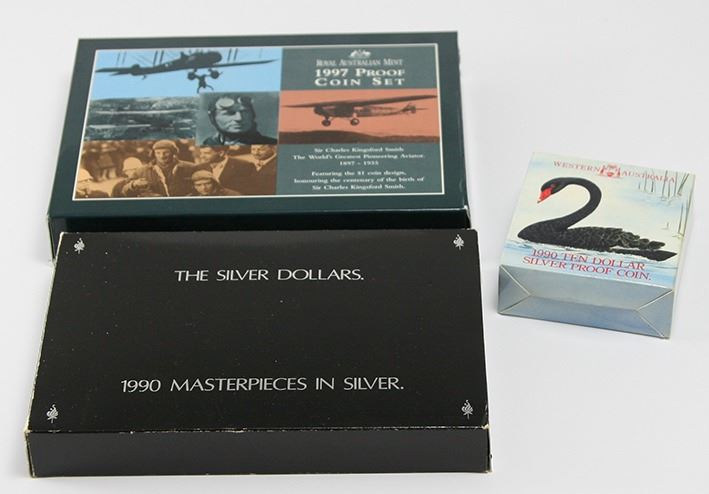 ROYAL AUSTRALIAN MINT
1997 PROOF
COIN SET
Sir Charles Kingsford Smith
The World's Greatest Pioneering Aviator.
1897 - 1935
Featuring the $1 coin design,
honouring the centenary of the birth of
Sir Charles Kingsford Smith.
WESTERN AUSTRALIA
1990 TEN DOLLAR
SILVER PROOF COIN.
THE SILVER DOLLARS.
1990 MASTERPIECES IN SILVER.